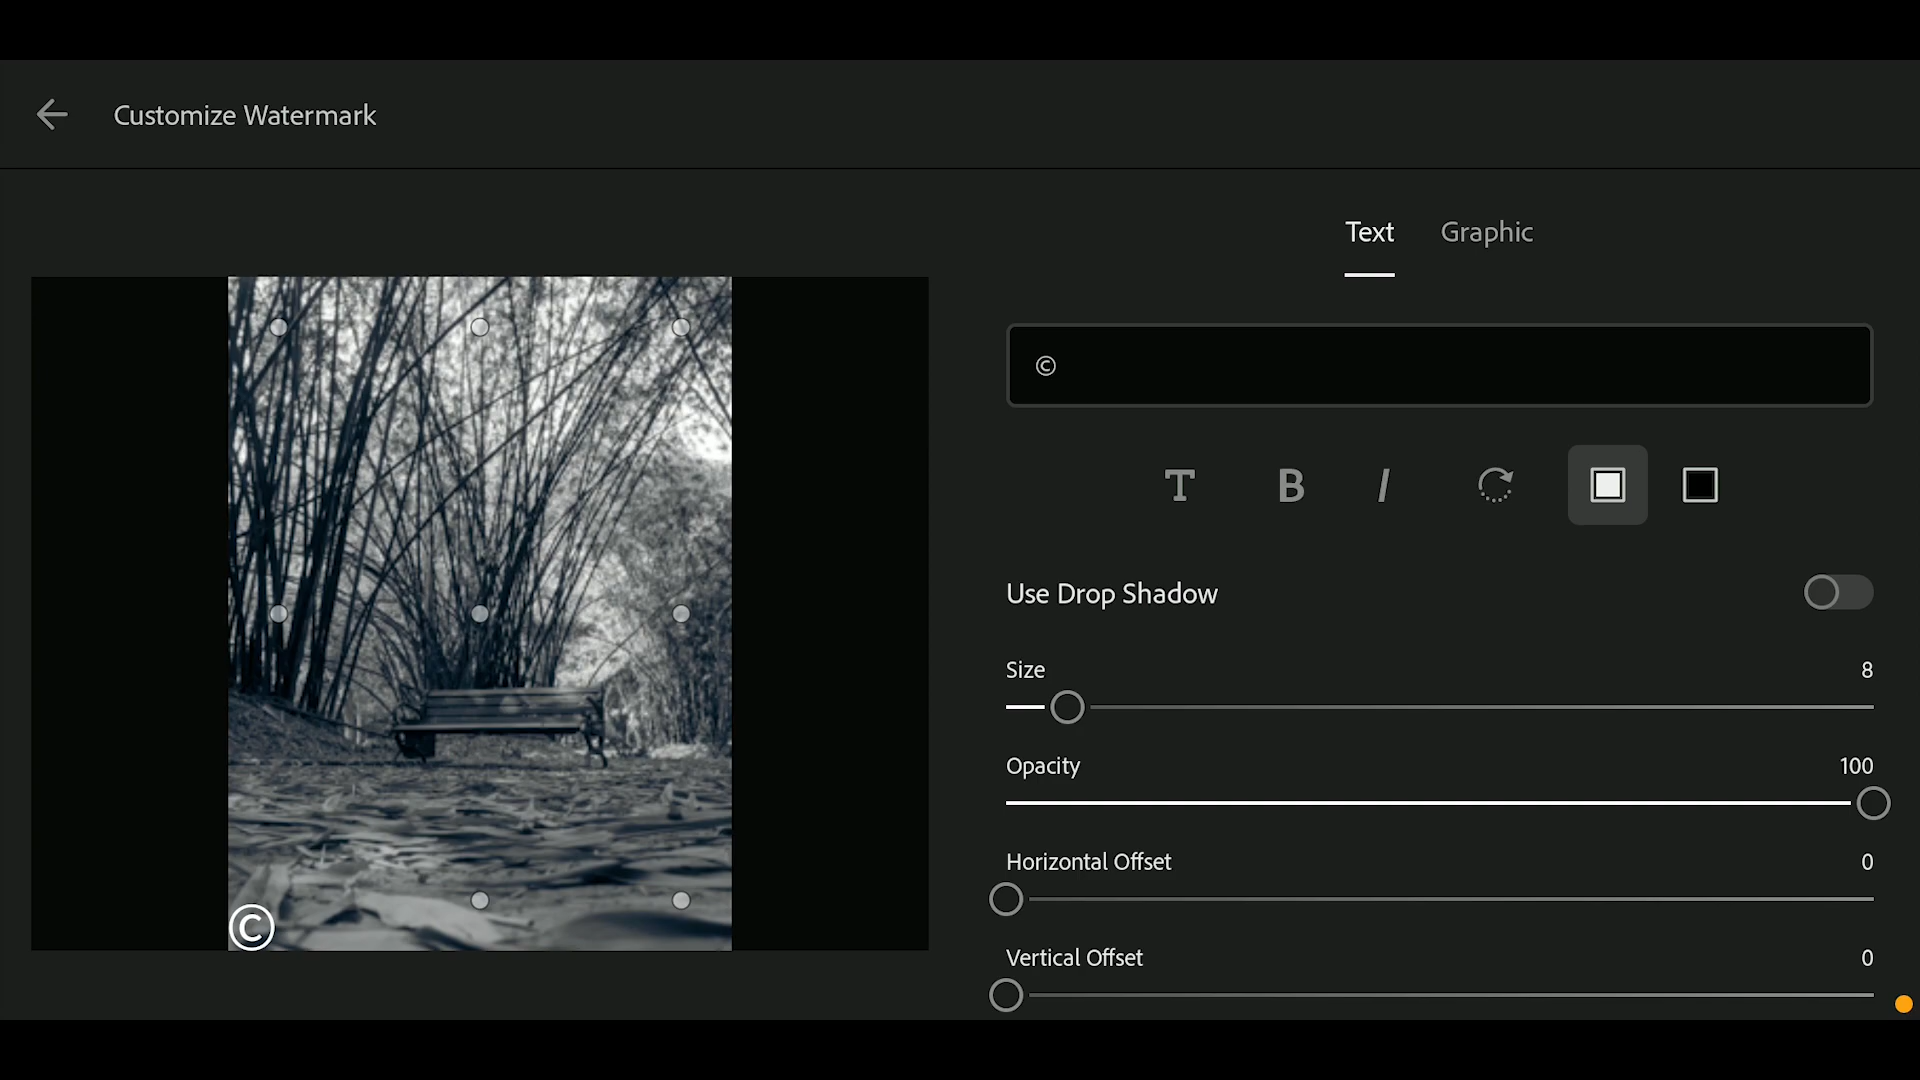 Customize Watermark
Text Graphic
©
T B I
Use Drop Shadow
Size 8
Opacity 100
Horizontal Offset 0
Vertical Offset 0
©